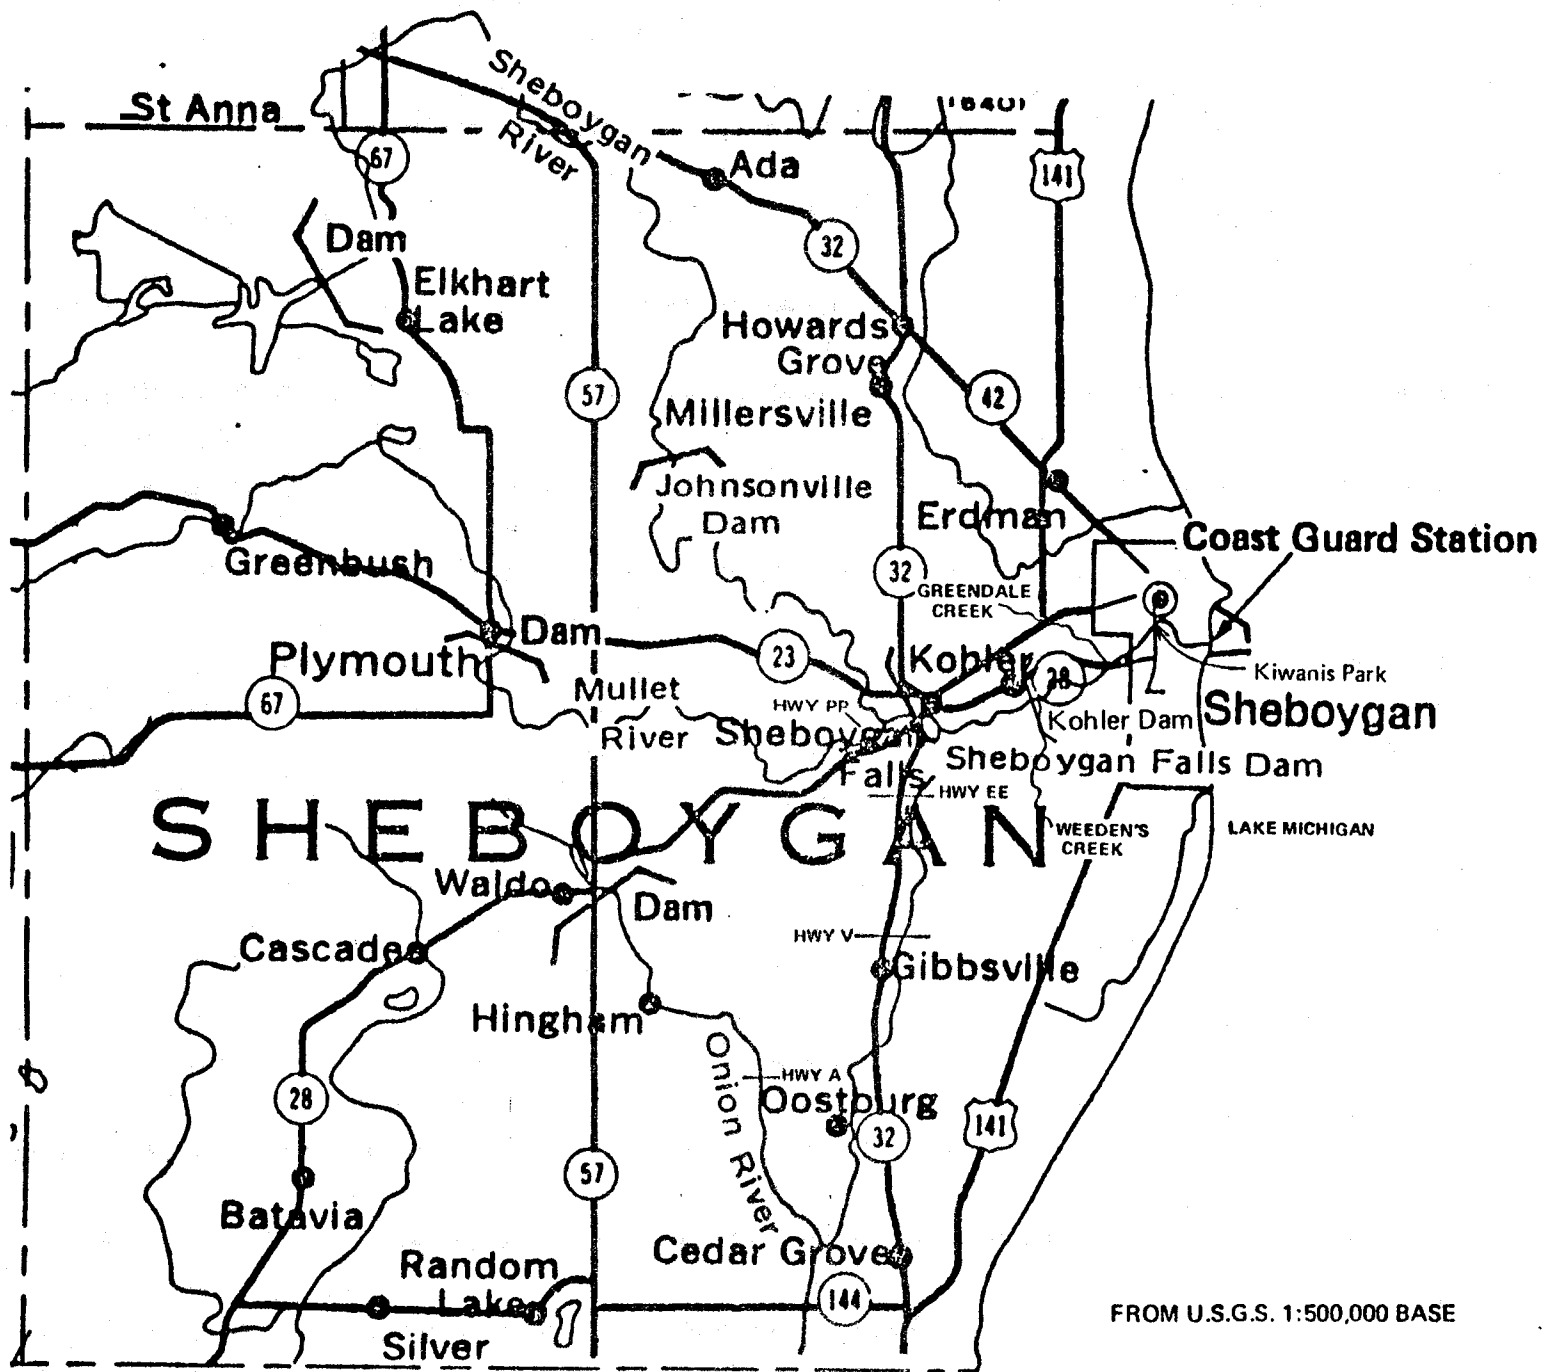 St Anna
Sheboygan
River
67
Ada
141
32
Dam
Elkhart
Lake
Howards
Grove
57
42
Millersville
Johnsonville
Dam
Erdman
Coast Guard Station
Greenbush
32
GREENDALE
CREEK
Dam
Plymouth
23
Kohler
28
Kiwanis Park
67
Mullet
River
HWY PP
Kohler Dam
Sheboygan
Sheboygan
Falls
Sheboygan Falls Dam
HWY EE
SHEBOYGAN
WEEDEN'S
CREEK
LAKE MICHIGAN
Waldo
Dam
HWY V
Cascade
Gibbsville
Hingham
Onion River
HWY A
Oostburg
28
32
141
57
Batavia
Cedar Grove
Random
Lake
144
Silver
FROM U.S.G.S. 1:500,000 BASE